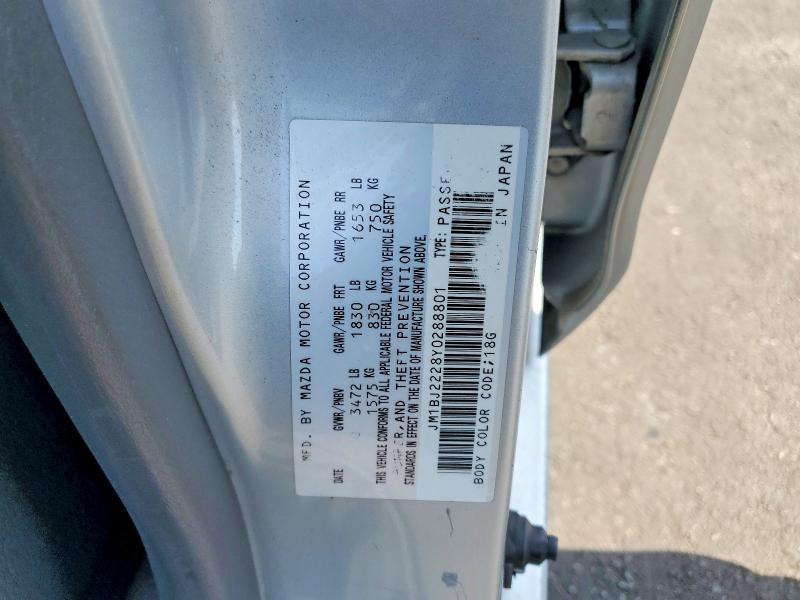 MFD. BY MAZDA MOTOR CORPORATION
DATE GVWR/PNBV GAWR/PNBE FRT GAWR/PNBE RR
3472 LB 1830 LB 1653 LB
1575 KG 830 KG 750 KG
THIS VEHICLE CONFORMS TO ALL APPLICABLE FEDERAL MOTOR VEHICLE SAFETY
AND THEFT PREVENTION
STANDARDS IN EFFECT ON THE DATE OF MANUFACTURE SHOWN ABOVE.
JM1BJ2228Y0288801 TYPE: PASSE
BODY COLOR CODE;18G IN JAPAN